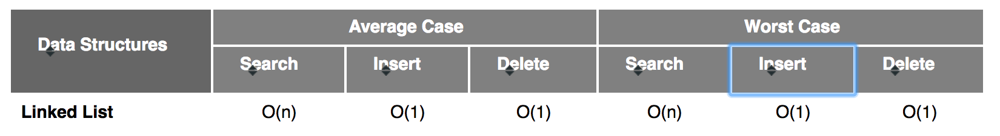 Average Case Worst Case
Data Structures
Search Insert Delete Search Insert Delete
Linked List O(n) O(1) O(1) O(n) O(1) O(1)